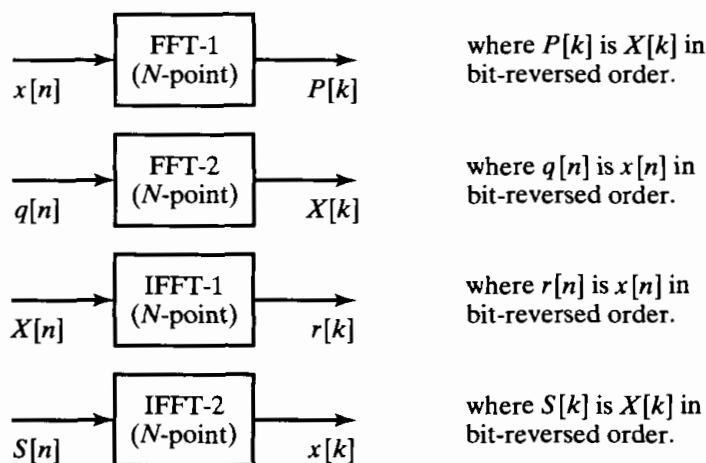 FFT-1
(N-point)
x[n]
P[k]
where P[k] is X[k] in
bit-reversed order.
FFT-2
(N-point)
q[n]
X[k]
where q[n] is x[n] in
bit-reversed order.
IFFT-1
(N-point)
X[n]
r[k]
where r[n] is x[n] in
bit-reversed order.
IFFT-2
(N-point)
S[n]
x[k]
where S[k] is X[k] in
bit-reversed order.